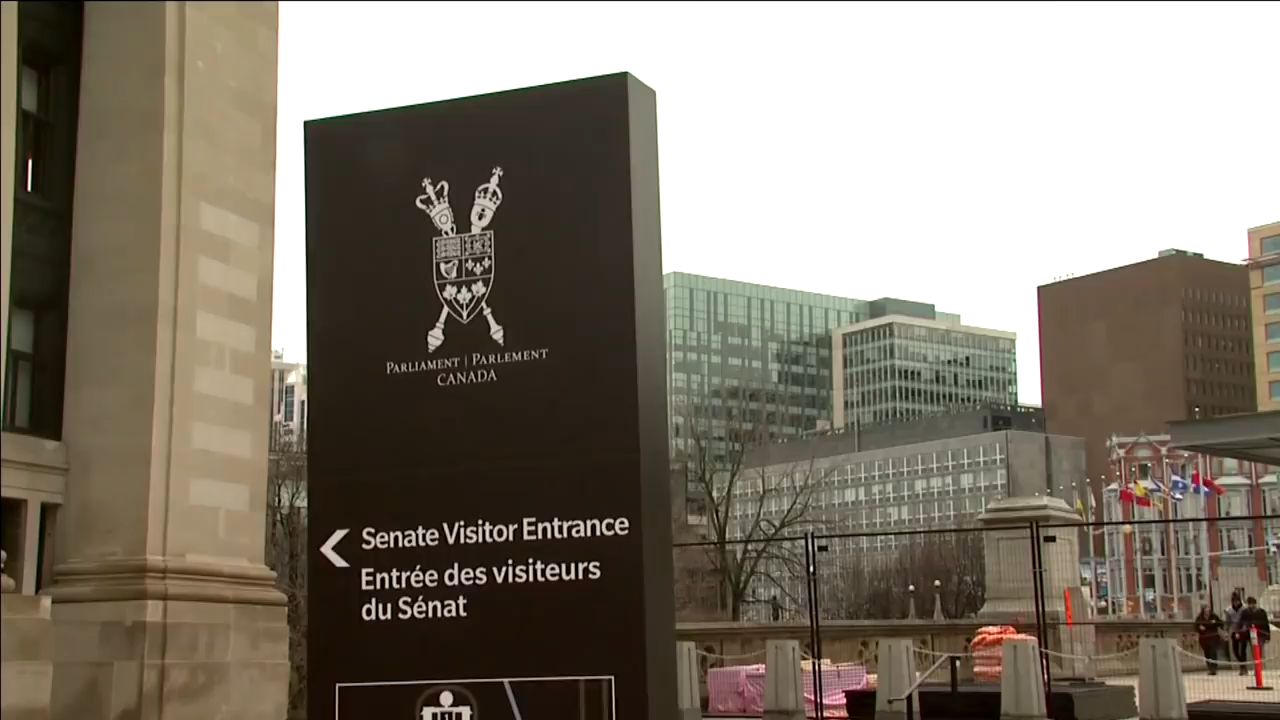 PARLIAMENT | PARLEMENT
CANADA
Senate Visitor Entrance
Entrée des visiteurs
du Sénat